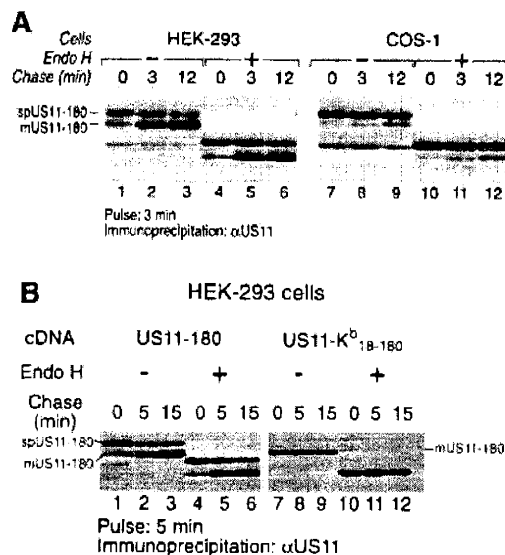 A
Cells HEK-293 COS-1
Endo H - + - +
Chase (min) 0 3 12 0 3 12 0 3 12 0 3 12
spUS11-180
mUS11-180
1 2 3 4 5 6 7 8 9 10 11 12
Pulse: 3 min
Immunoprecipitation: αUS11
B
HEK-293 cells
cDNA US11-180 US11-Kb18-180
Endo H - + - +
Chase (min) 0 5 15 0 5 15 0 5 15 0 5 15
spUS11-180
mUS11-180 mUS11-180
1 2 3 4 5 6 7 8 9 10 11 12
Pulse: 5 min
Immunoprecipitation: αUS11